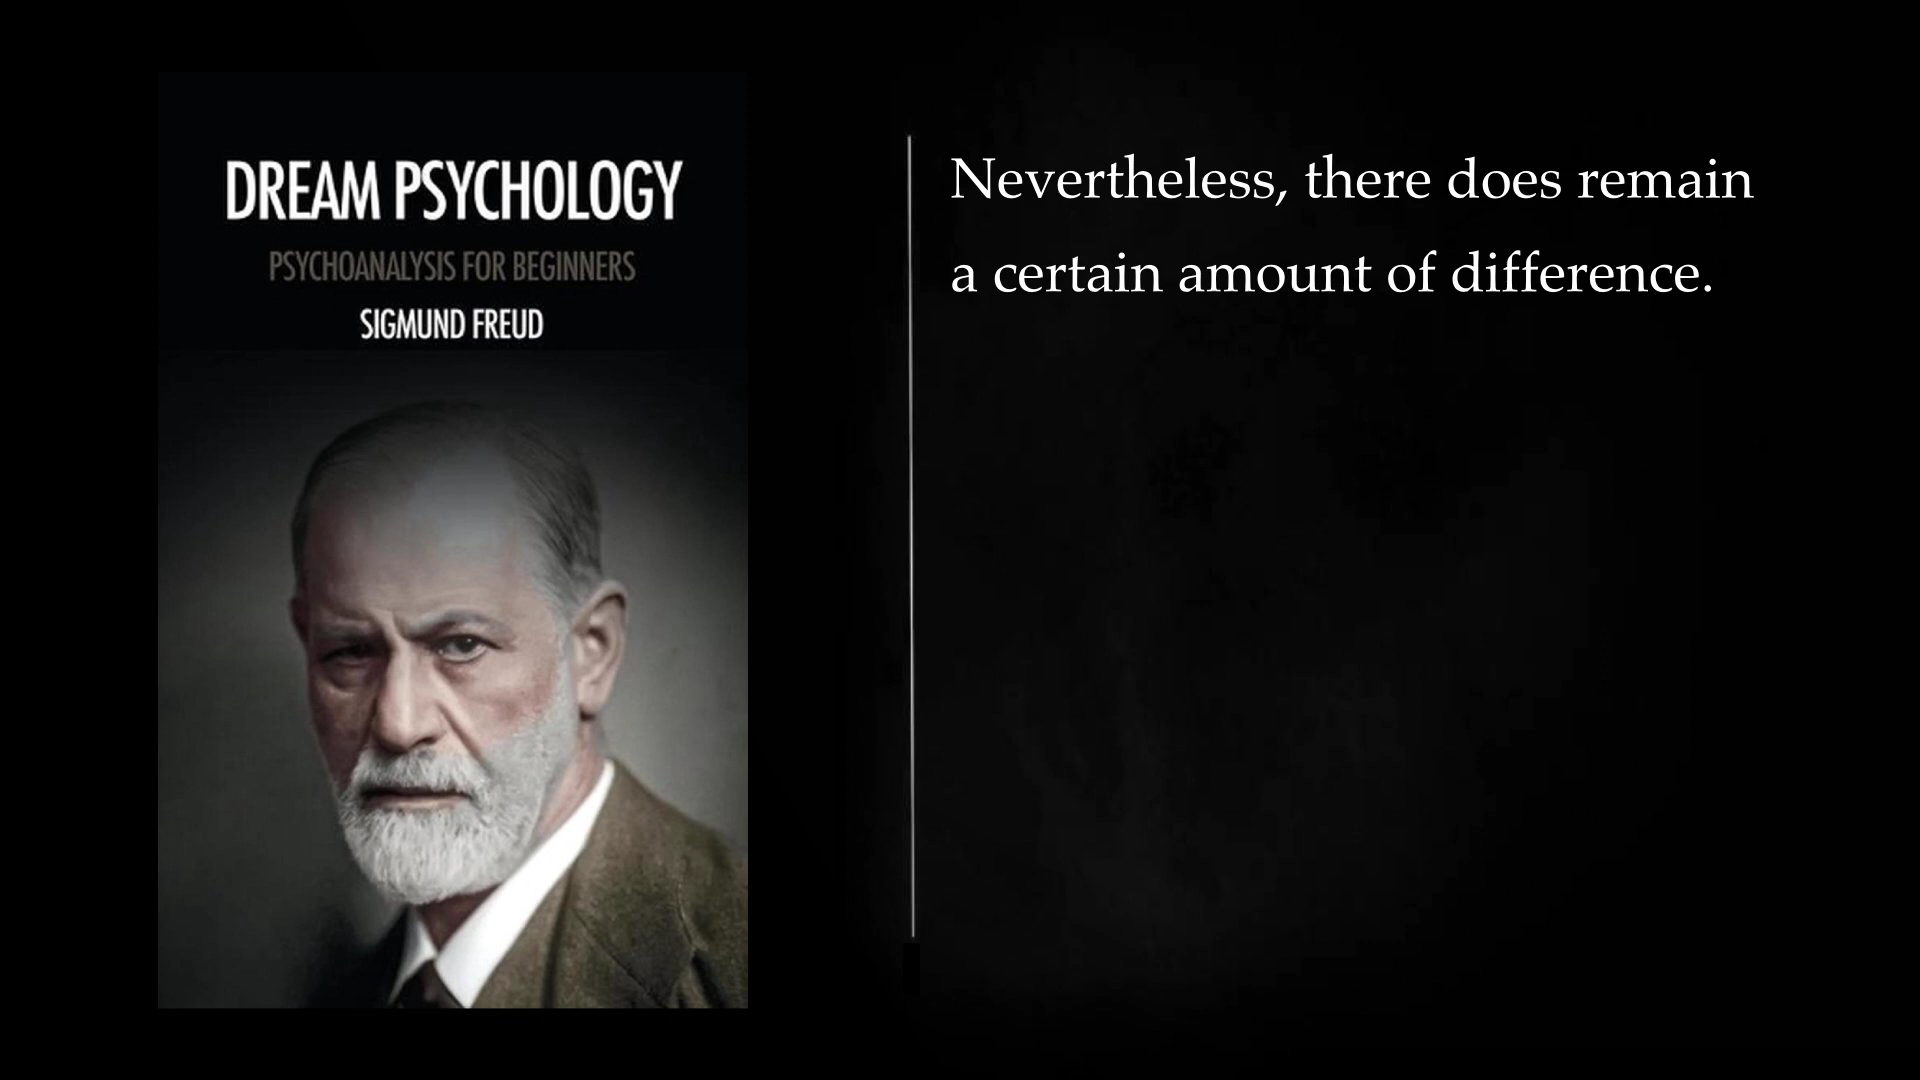 DREAM PSYCHOLOGY
PSYCHOANALYSIS FOR BEGINNERS
SIGMUND FREUD
Nevertheless, there does remain
a certain amount of difference.